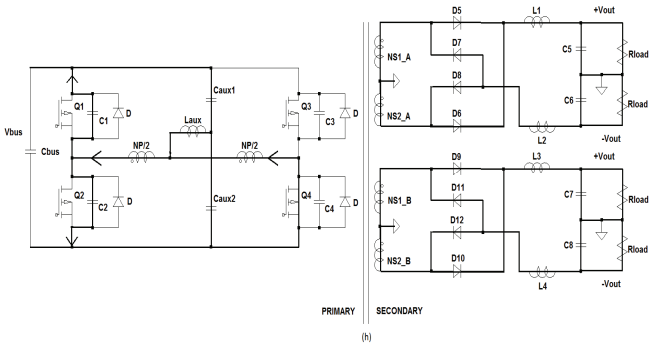 D5
L1
+Vout
D7
NS1_A
C5
Rload
D8
NS2_A
C6
Rload
D6
L2
-Vout
Q1
C1
D
Caux1
Q3
C3
D
Laux
Vbus
Cbus
NP/2
NP/2
Q2
C2
D
Caux2
Q4
C4
D
D9
L3
+Vout
D11
NS1_B
C7
Rload
D12
NS2_B
C8
Rload
D10
L4
-Vout
PRIMARY
SECONDARY
(h)